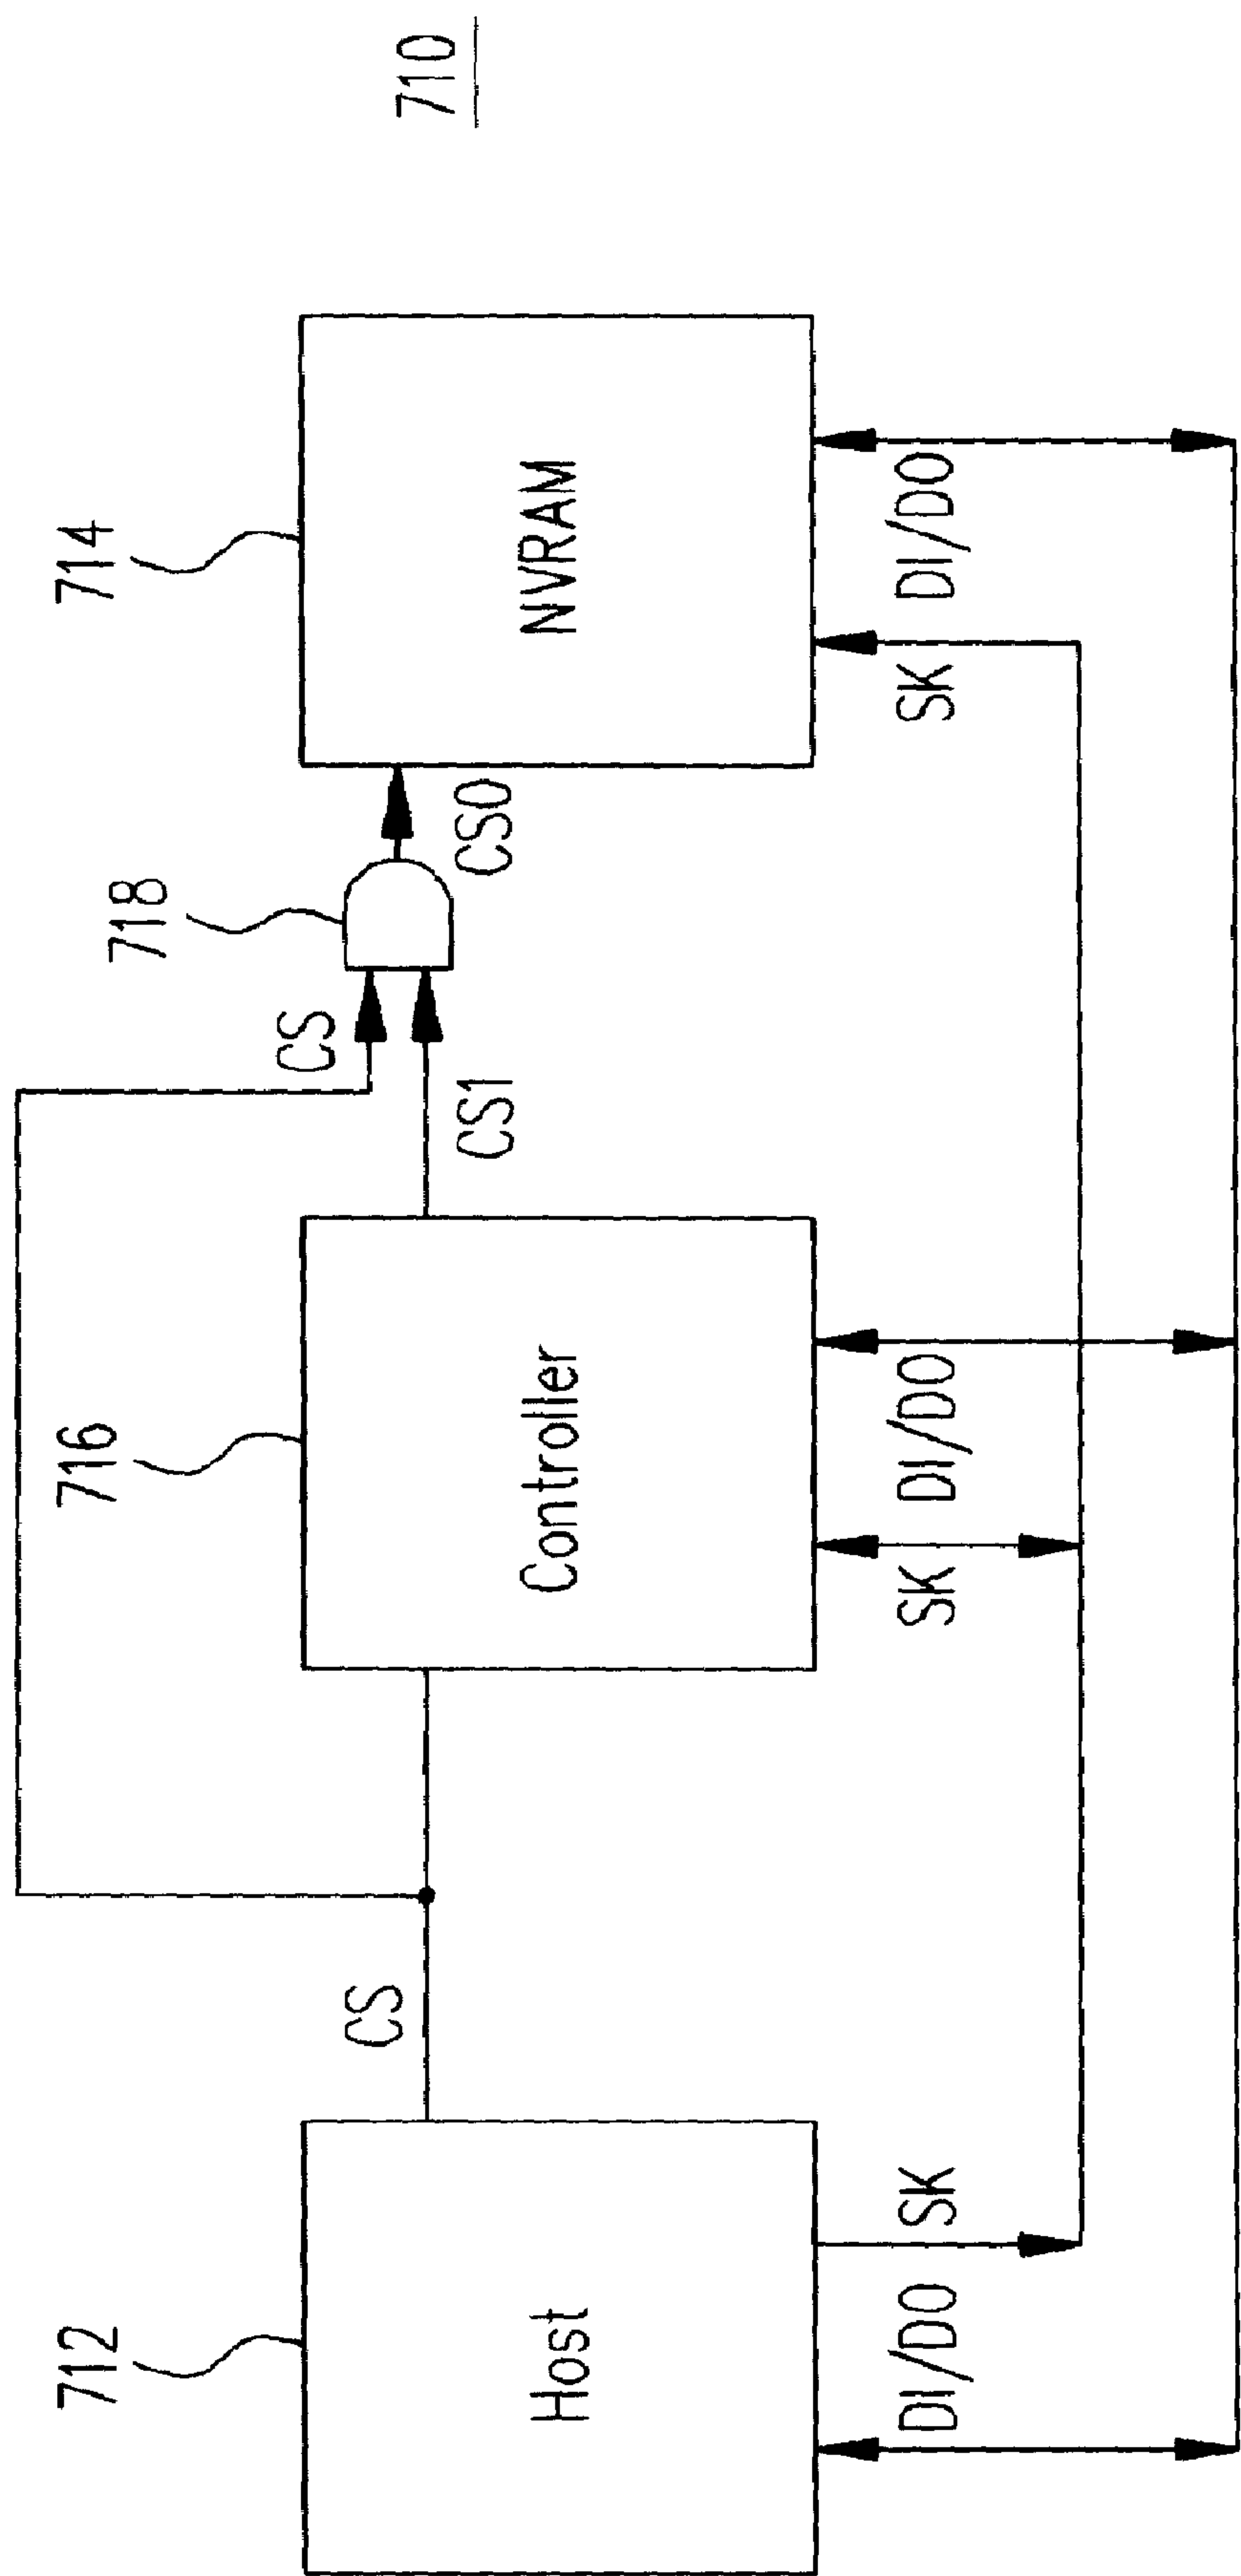 710
712
716
718
714
CS
CS
CS1
CS0
Host
Controller
NVRAM
DI/DO
SK
SK
DI/DO
SK
DI/DO